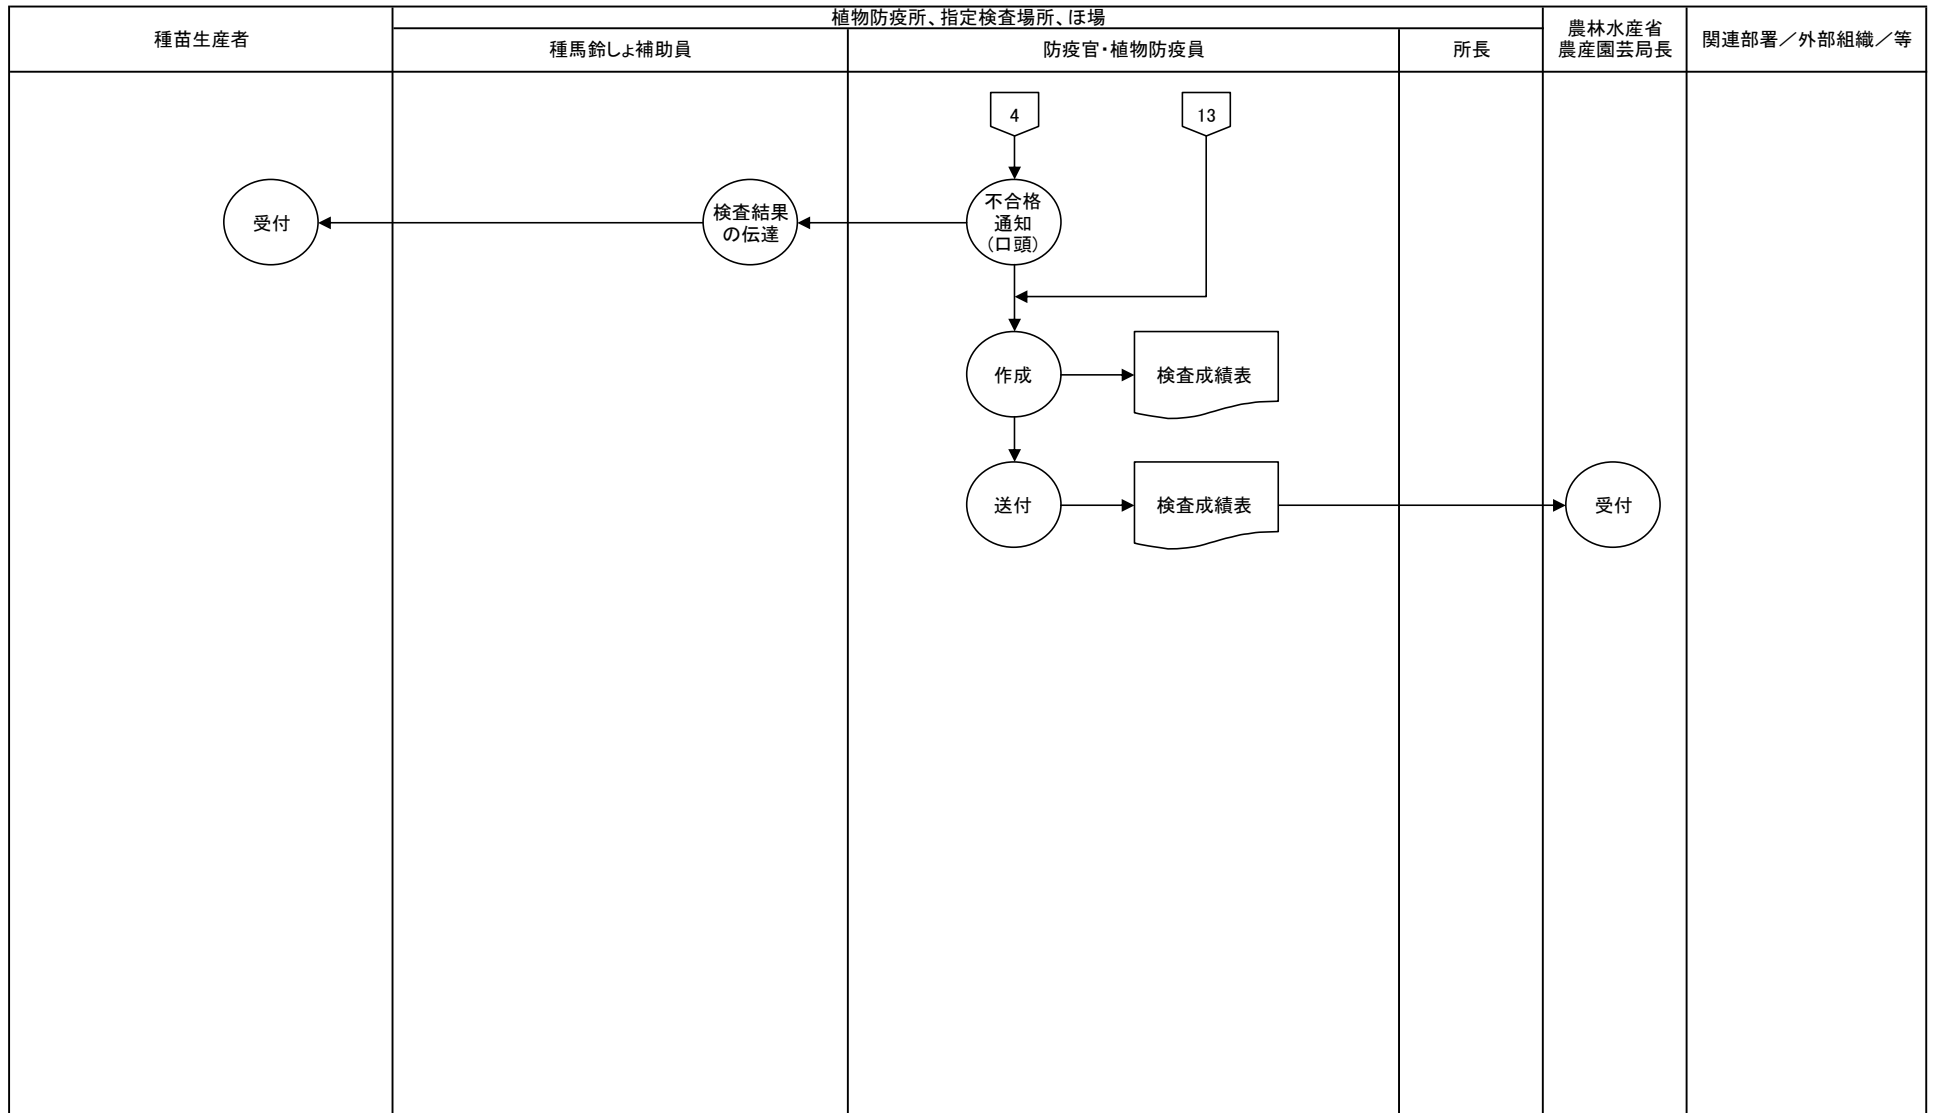 植物防疫所、指定検査場所、ほ場
種苗生産者
種馬鈴しょ補助員
防疫官・植物防疫員
所長
農林水産省
農産園芸局長
関連部署／外部組織／等
4
13
受付
検査結果
の伝達
不合格
通知
（口頭）
作成
検査成績表
送付
検査成績表
受付